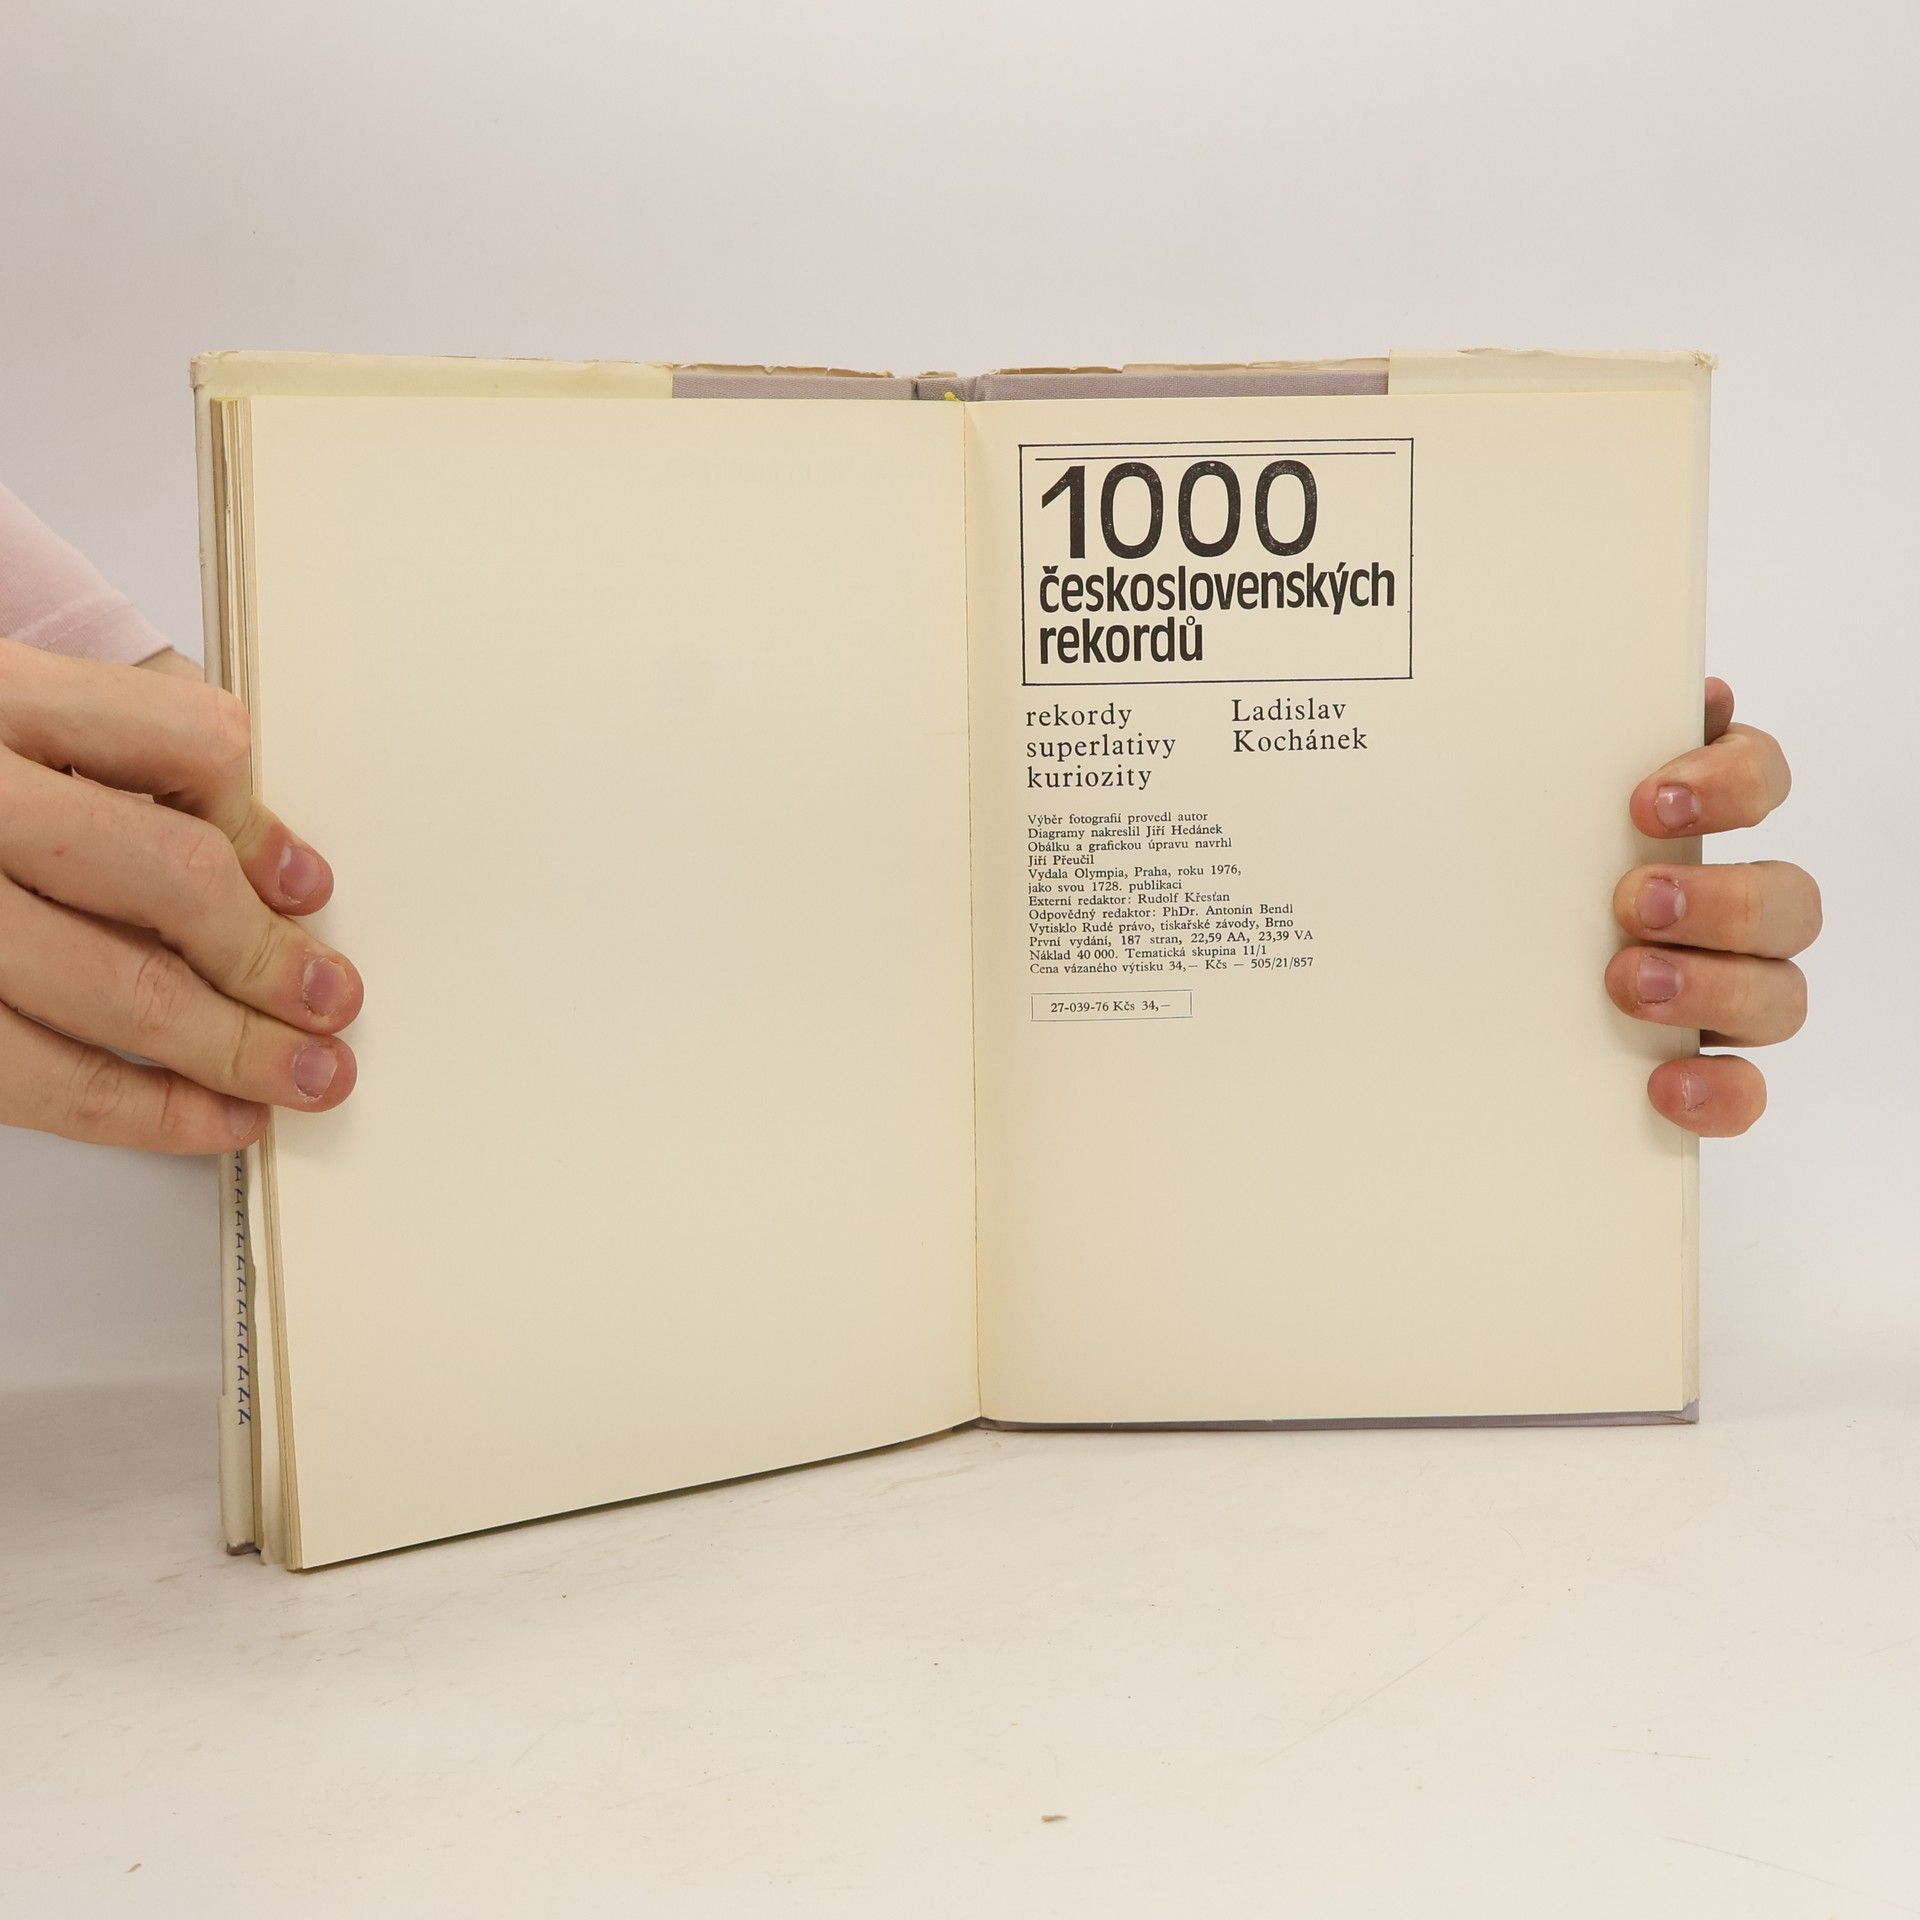 1000
československých
rekordů
rekordy
superlativy
kuriozity
Ladislav
Kochánek
Výběr fotografií provedl autor
Diagramy nakreslil Jiří Hedánek
Obálku a grafickou úpravu navrhl
Jiří Přeučil
Vydala Olympia, Praha, roku 1976,
jako svou 1728. publikaci
Externí redaktor: Rudolf Křesťan
Odpovědný redaktor: PhDr. Antonín Bendl
Vytisklo Rudé právo, tiskařské závody, Brno
První vydání, 187 stran, 22,59 AA, 23,39 VA
Náklad 40 000. Tematická skupina 11/1
Cena vázaného výtisku 34,— Kčs — 505/21/857
27-039-76 Kčs 34,—